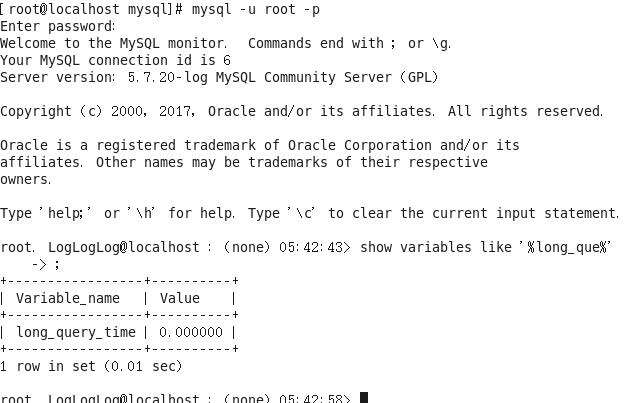 [root@localhost mysql]# mysql -u root -p
Enter password:
Welcome to the MySQL monitor.  Commands end with ; or \g.
Your MySQL connection id is 6
Server version: 5.7.20-log MySQL Community Server (GPL)
Copyright (c) 2000, 2017, Oracle and/or its affiliates. All rights reserved.
Oracle is a registered trademark of Oracle Corporation and/or its
affiliates. Other names may be trademarks of their respective
owners.
Type 'help;' or '\h' for help. Type '\c' to clear the current input statement.
root. LogLogLog@localhost : (none) 05:42:43> show variables like '%long_que%'
    -> ;
+-----------------+----------+
| Variable_name   | Value    |
+-----------------+----------+
| long_query_time | 0.000000 |
+-----------------+----------+
1 row in set (0.01 sec)
root. LogLogLog@localhost : (none) 05:42:58>